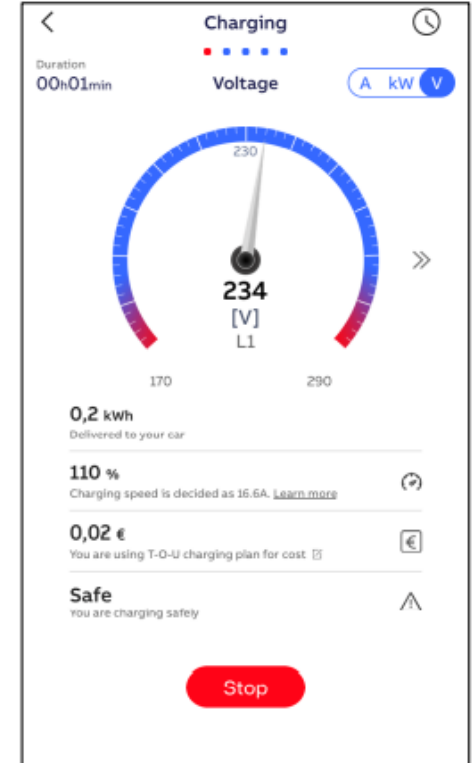 Charging
Duration
00h01min
Voltage
A kW V
230
234
[V]
L1
170 290
0,2 kWh
Delivered to your car
110 %
Charging speed is decided as 16.6A. Learn more
0,02 €
You are using T-O-U charging plan for cost
€
Safe
You are charging safely
Stop